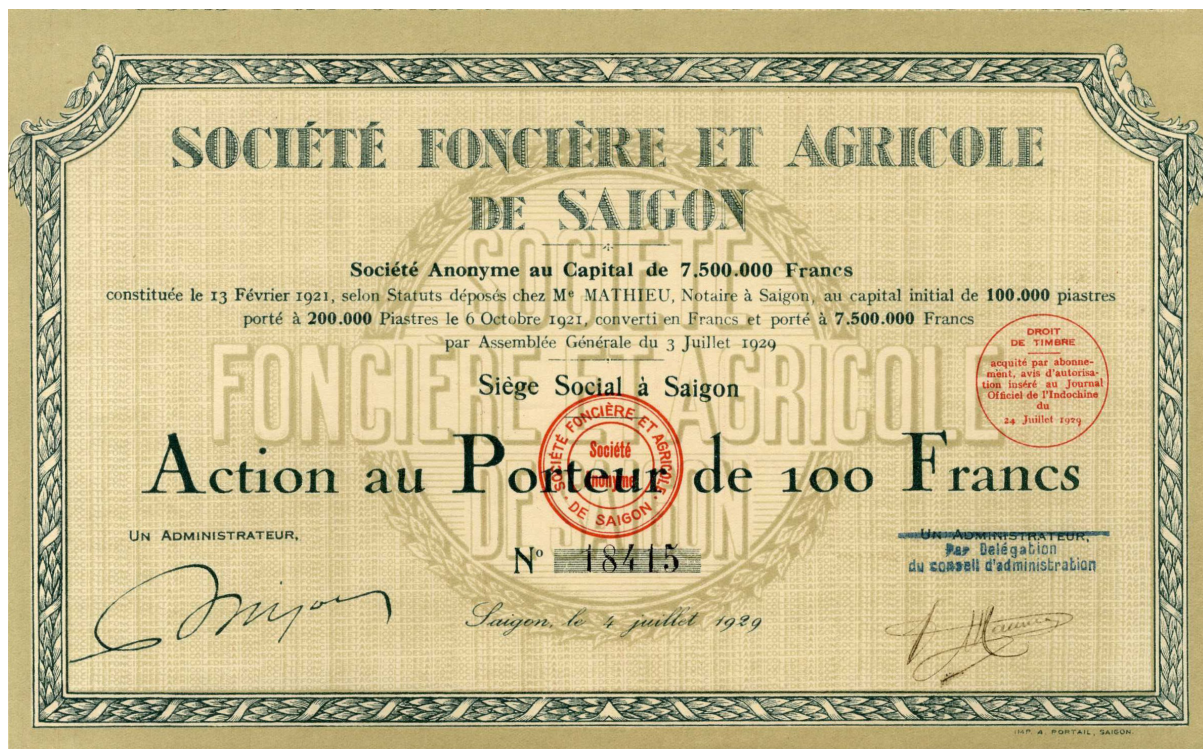 SOCIÉTÉ FONCIÈRE ET AGRICOLE
DE SAIGON
Société Anonyme au Capital de 7.500.000 Francs
constituée le 13 Février 1921, selon Statuts déposés chez Me MATHIEU, Notaire à Saigon, au capital initial de 100.000 piastres
porté à 200.000 Piastres le 6 Octobre 1921, converti en Francs et porté à 7.500.000 Francs
par Assemblée Générale du 3 Juillet 1929
Siège Social à Saigon
DROIT
DE TIMBRE
acquité par abonne-
ment, avis d'autorisa-
tion inséré au Journal
Officiel de l'Indochine
du
24 Juillet 1929
SOCIÉTÉ
FONCIÈRE ET AGRICOLE
DE SAIGON
Action au Porteur de 100 Francs
SOCIÉTÉ FONCIÈRE ET AGRICOLE
DE SAIGON
Société
Anonyme
UN ADMINISTRATEUR,
UN ADMINISTRATEUR,
Par Délégation
du conseil d'administration
No 18415
Saigon, le 4 juillet 1929
IMP. A. PORTAIL, SAIGON.